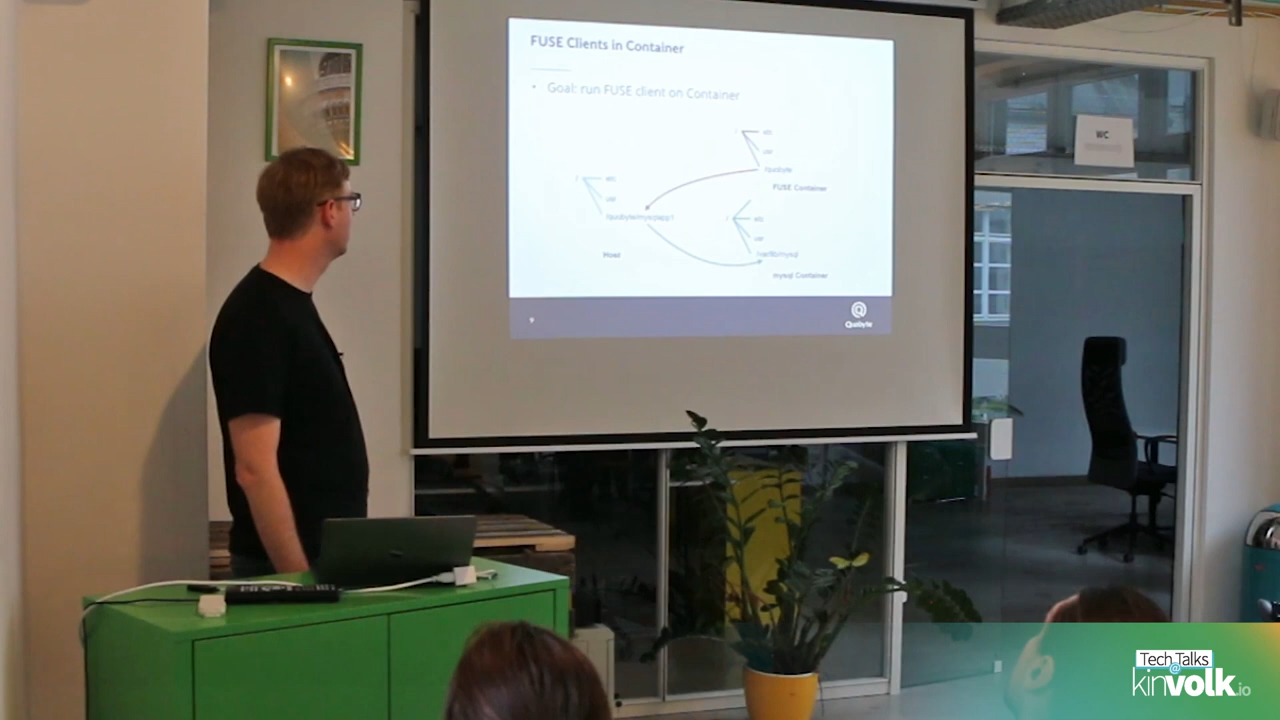 FUSE Clients in Container
• Goal: run FUSE client on Container
/ etc
usr
/quobyte
FUSE Container
/ etc
usr
/quobyte/mysqlapp1
Host
/ etc
usr
/var/lib/mysql
mysql Container
9
Quobyte
WC
Tech Talks
@
kinvolk.io